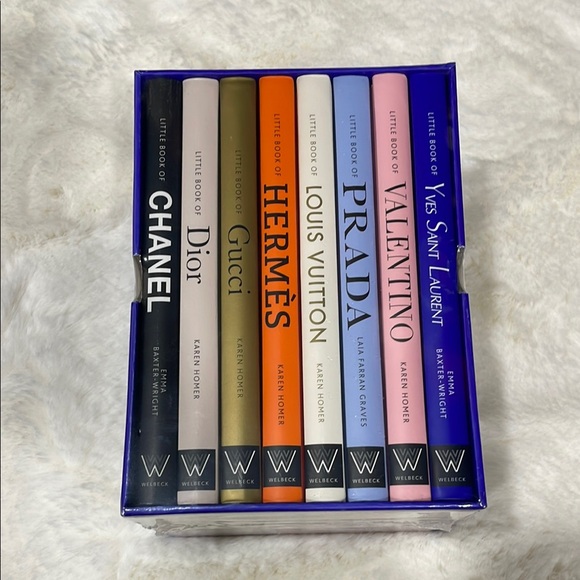 LITTLE BOOK OF
CHANEL
EMMA
BAXTER-WRIGHT
WELBECK
LITTLE BOOK OF
Dior
KAREN HOMER
WELBECK
LITTLE BOOK OF
Gucci
KAREN HOMER
WELBECK
LITTLE BOOK OF
HERMÈS
KAREN HOMER
WELBECK
LITTLE BOOK OF
LOUIS VUITTON
KAREN HOMER
WELBECK
LITTLE BOOK OF
PRADA
LAIA FARRAN GRAVES
WELBECK
LITTLE BOOK OF
VALENTINO
KAREN HOMER
WELBECK
LITTLE BOOK OF
YVES SAINT LAURENT
EMMA
BAXTER-WRIGHT
WELBECK